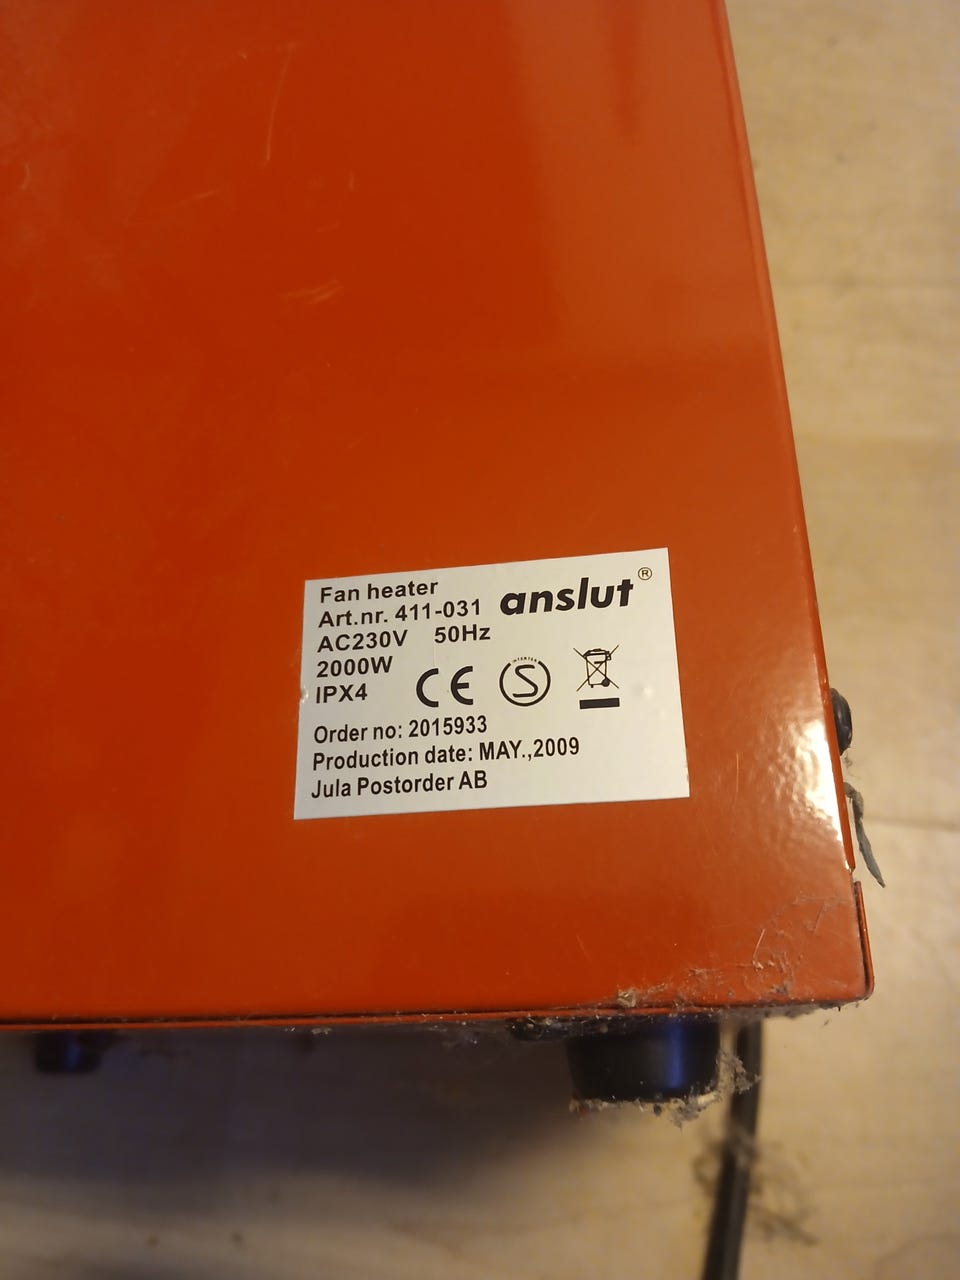 Fan heater
Art.nr. 411-031
anslut®
AC230V 50Hz
2000W
IPX4
CE
INTERTEK
S
Order no: 2015933
Production date: MAY.,2009
Jula Postorder AB